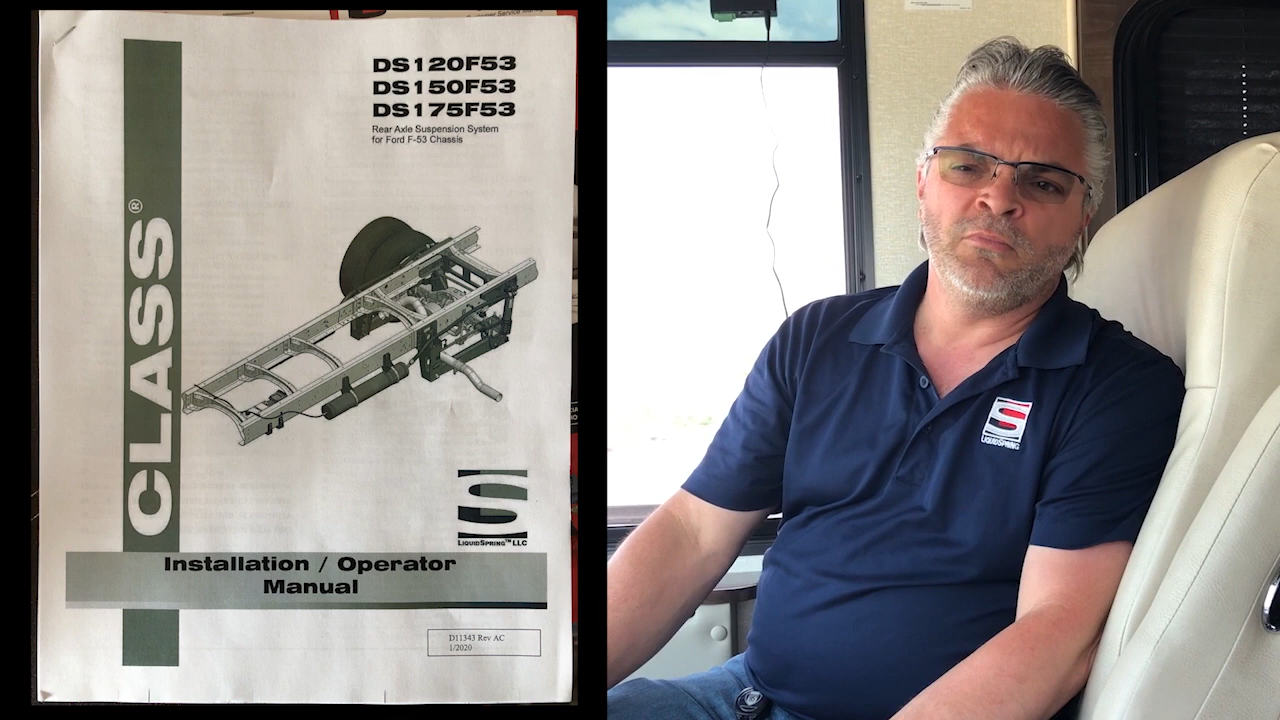 DS120F53
DS150F53
DS175F53
Rear Axle Suspension System
for Ford F-53 Chassis
CLASS®
LIQUIDSPRING™ LLC
Installation / Operator
Manual
D11343 Rev AC
1/2020
LIQUIDSPRING